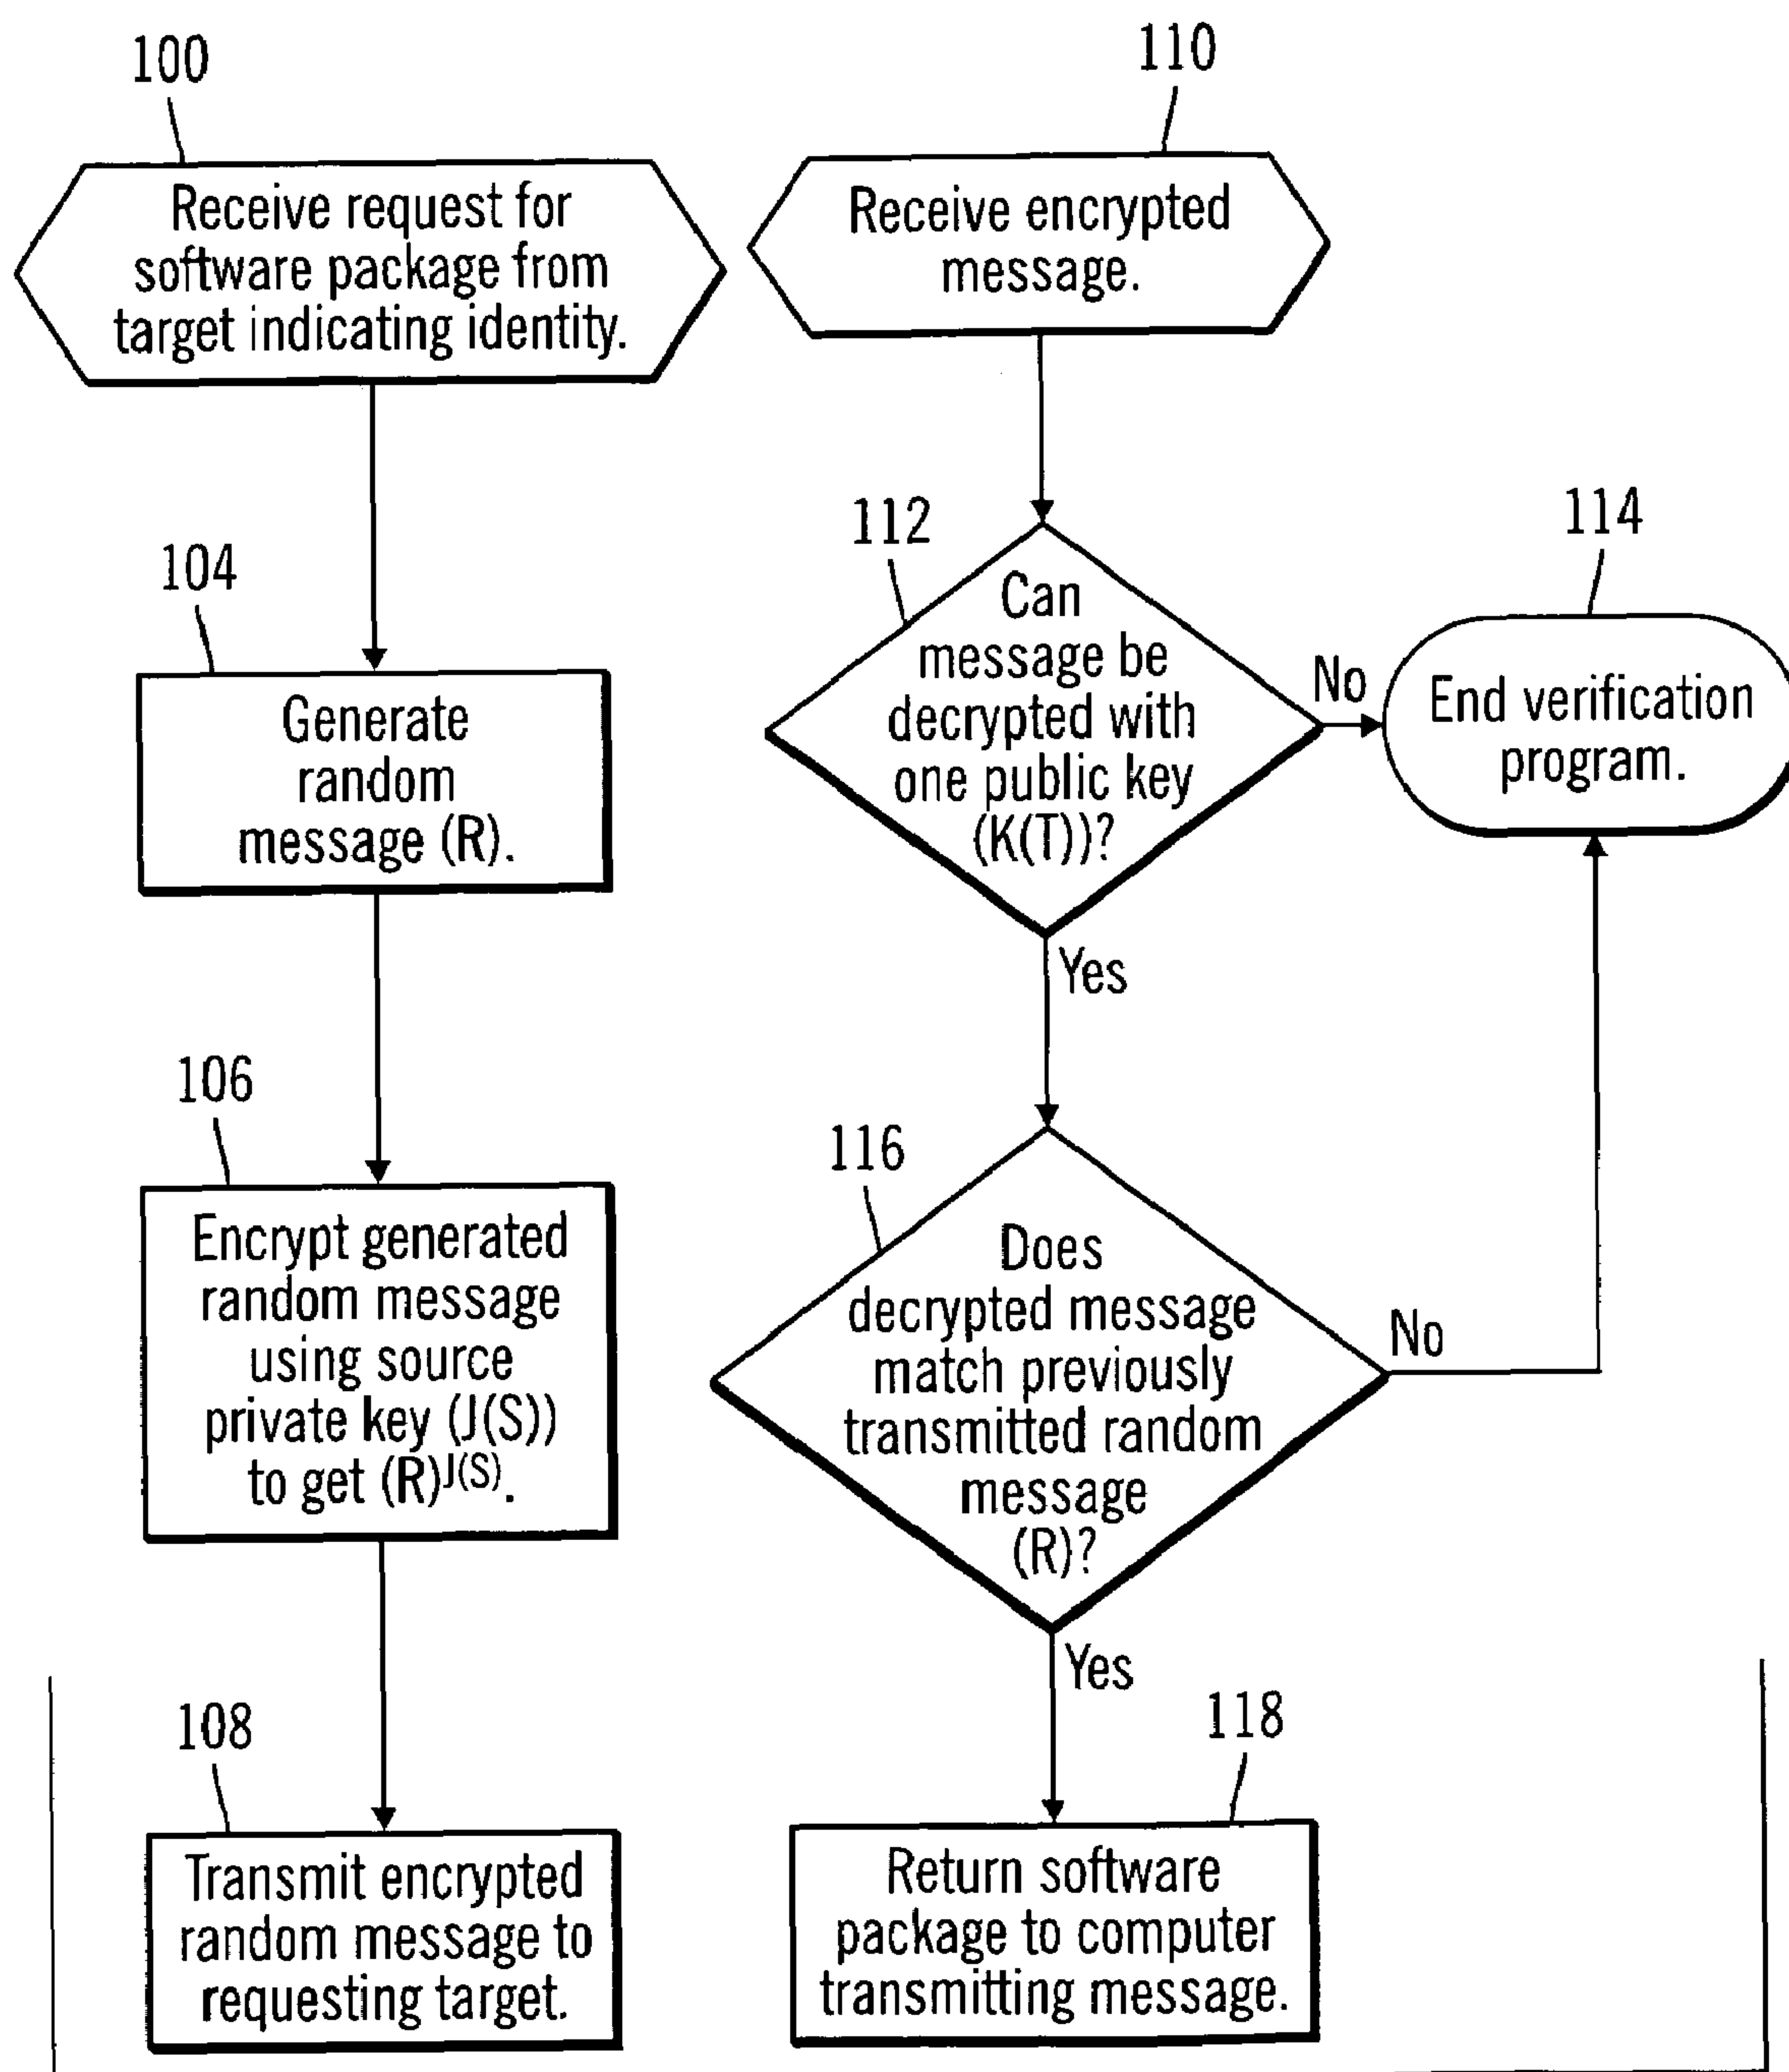 100
Receive request for
software package from
target indicating identity.
104
Generate
random
message (R).
106
Encrypt generated
random message
using source
private key (J(S))
to get (R)J(S).
108
Transmit encrypted
random message to
requesting target.
110
Receive encrypted
message.
112
Can
message be
decrypted with
one public key
(K(T))?
No
114
End verification
program.
Yes
116
Does
decrypted message
match previously
transmitted random
message
(R)?
No
Yes
118
Return software
package to computer
transmitting message.